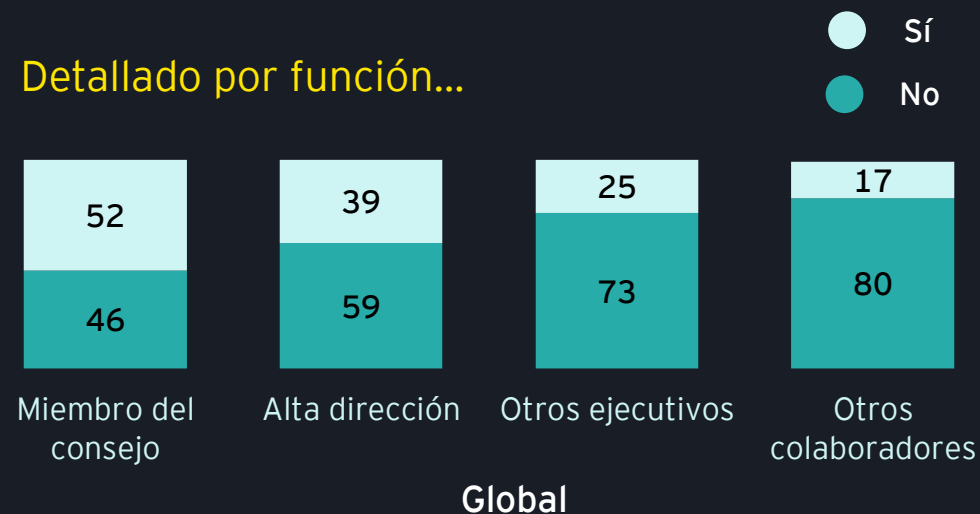 Sí
Detallado por función...
No
52
39
25
17
46
59
73
80
Miembro del
consejo
Alta dirección
Otros ejecutivos
Otros
colaboradores
Global